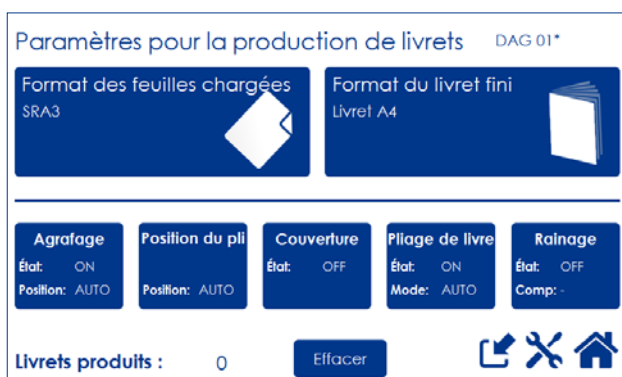 Paramètres pour la production de livrets DAG 01*
Format des feuilles chargées
SRA3
Format du livret fini
Livret A4
Agrafage
État: ON
Position: AUTO
Position du pli
Position: AUTO
Couverture
État: OFF
Pliage de livre
État: ON
Mode: AUTO
Rainage
État: OFF
Comp: -
Livrets produits : 0
Effacer